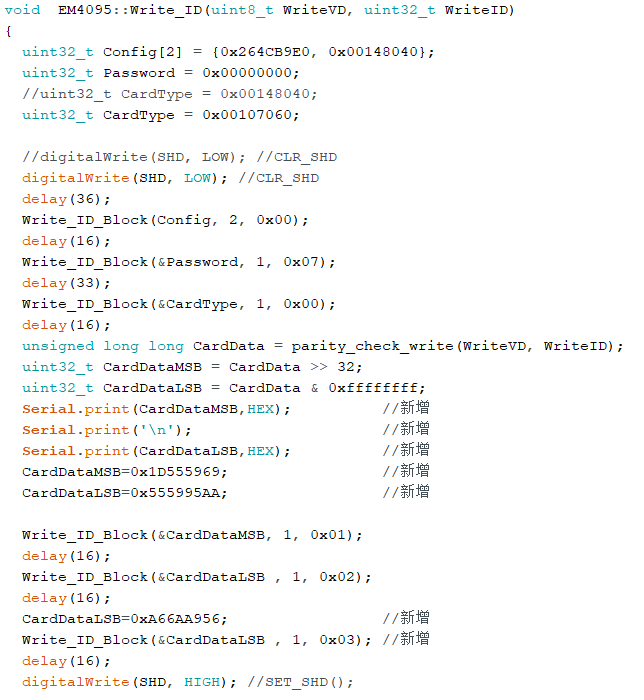 void  EM4095::Write_ID(uint8_t WriteVD, uint32_t WriteID)
{
  uint32_t Config[2] = {0x264CB9E0, 0x00148040};
  uint32_t Password = 0x00000000;
  //uint32_t CardType = 0x00148040;
  uint32_t CardType = 0x00107060;

  //digitalWrite(SHD, LOW); //CLR_SHD
  digitalWrite(SHD, LOW); //CLR_SHD
  delay(36);
  Write_ID_Block(Config, 2, 0x00);
  delay(16);
  Write_ID_Block(&Password, 1, 0x07);
  delay(33);
  Write_ID_Block(&CardType, 1, 0x00);
  delay(16);
  unsigned long long CardData = parity_check_write(WriteVD, WriteID);
  uint32_t CardDataMSB = CardData >> 32;
  uint32_t CardDataLSB = CardData & 0xffffffff;
  Serial.print(CardDataMSB,HEX);          //新增
  Serial.print('\n');                     //新增
  Serial.print(CardDataLSB,HEX);          //新增
  CardDataMSB=0x1D555969;                 //新增
  CardDataLSB=0x555995AA;                 //新增

  Write_ID_Block(&CardDataMSB, 1, 0x01);
  delay(16);
  Write_ID_Block(&CardDataLSB , 1, 0x02);
  delay(16);
  CardDataLSB=0xA66AA956;                 //新增
  Write_ID_Block(&CardDataLSB , 1, 0x03); //新增
  delay(16);
  digitalWrite(SHD, HIGH); //SET_SHD();